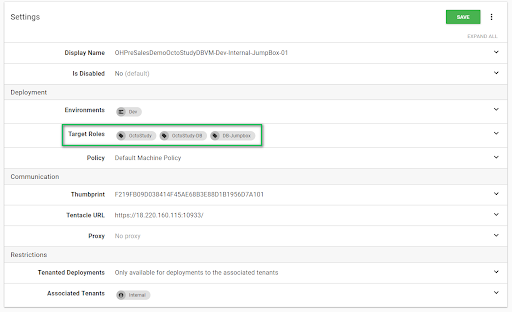 Settings
SAVE
EXPAND ALL
Display Name OHPreSalesDemoOctoStudyDBVM-Dev-Internal-JumpBox-01
Is Disabled No (default)
Deployment
Environments Dev
Target Roles OctoStudy OctoStudy-DB DB-Jumpbox
Policy Default Machine Policy
Communication
Thumbprint F219FB09D038414F45AE68B3E88D1B1956D7A101
Tentacle URL https://18.220.160.115:10933/
Proxy No proxy
Restrictions
Tenanted Deployments Only available for deployments to the associated tenants
Associated Tenants Internal